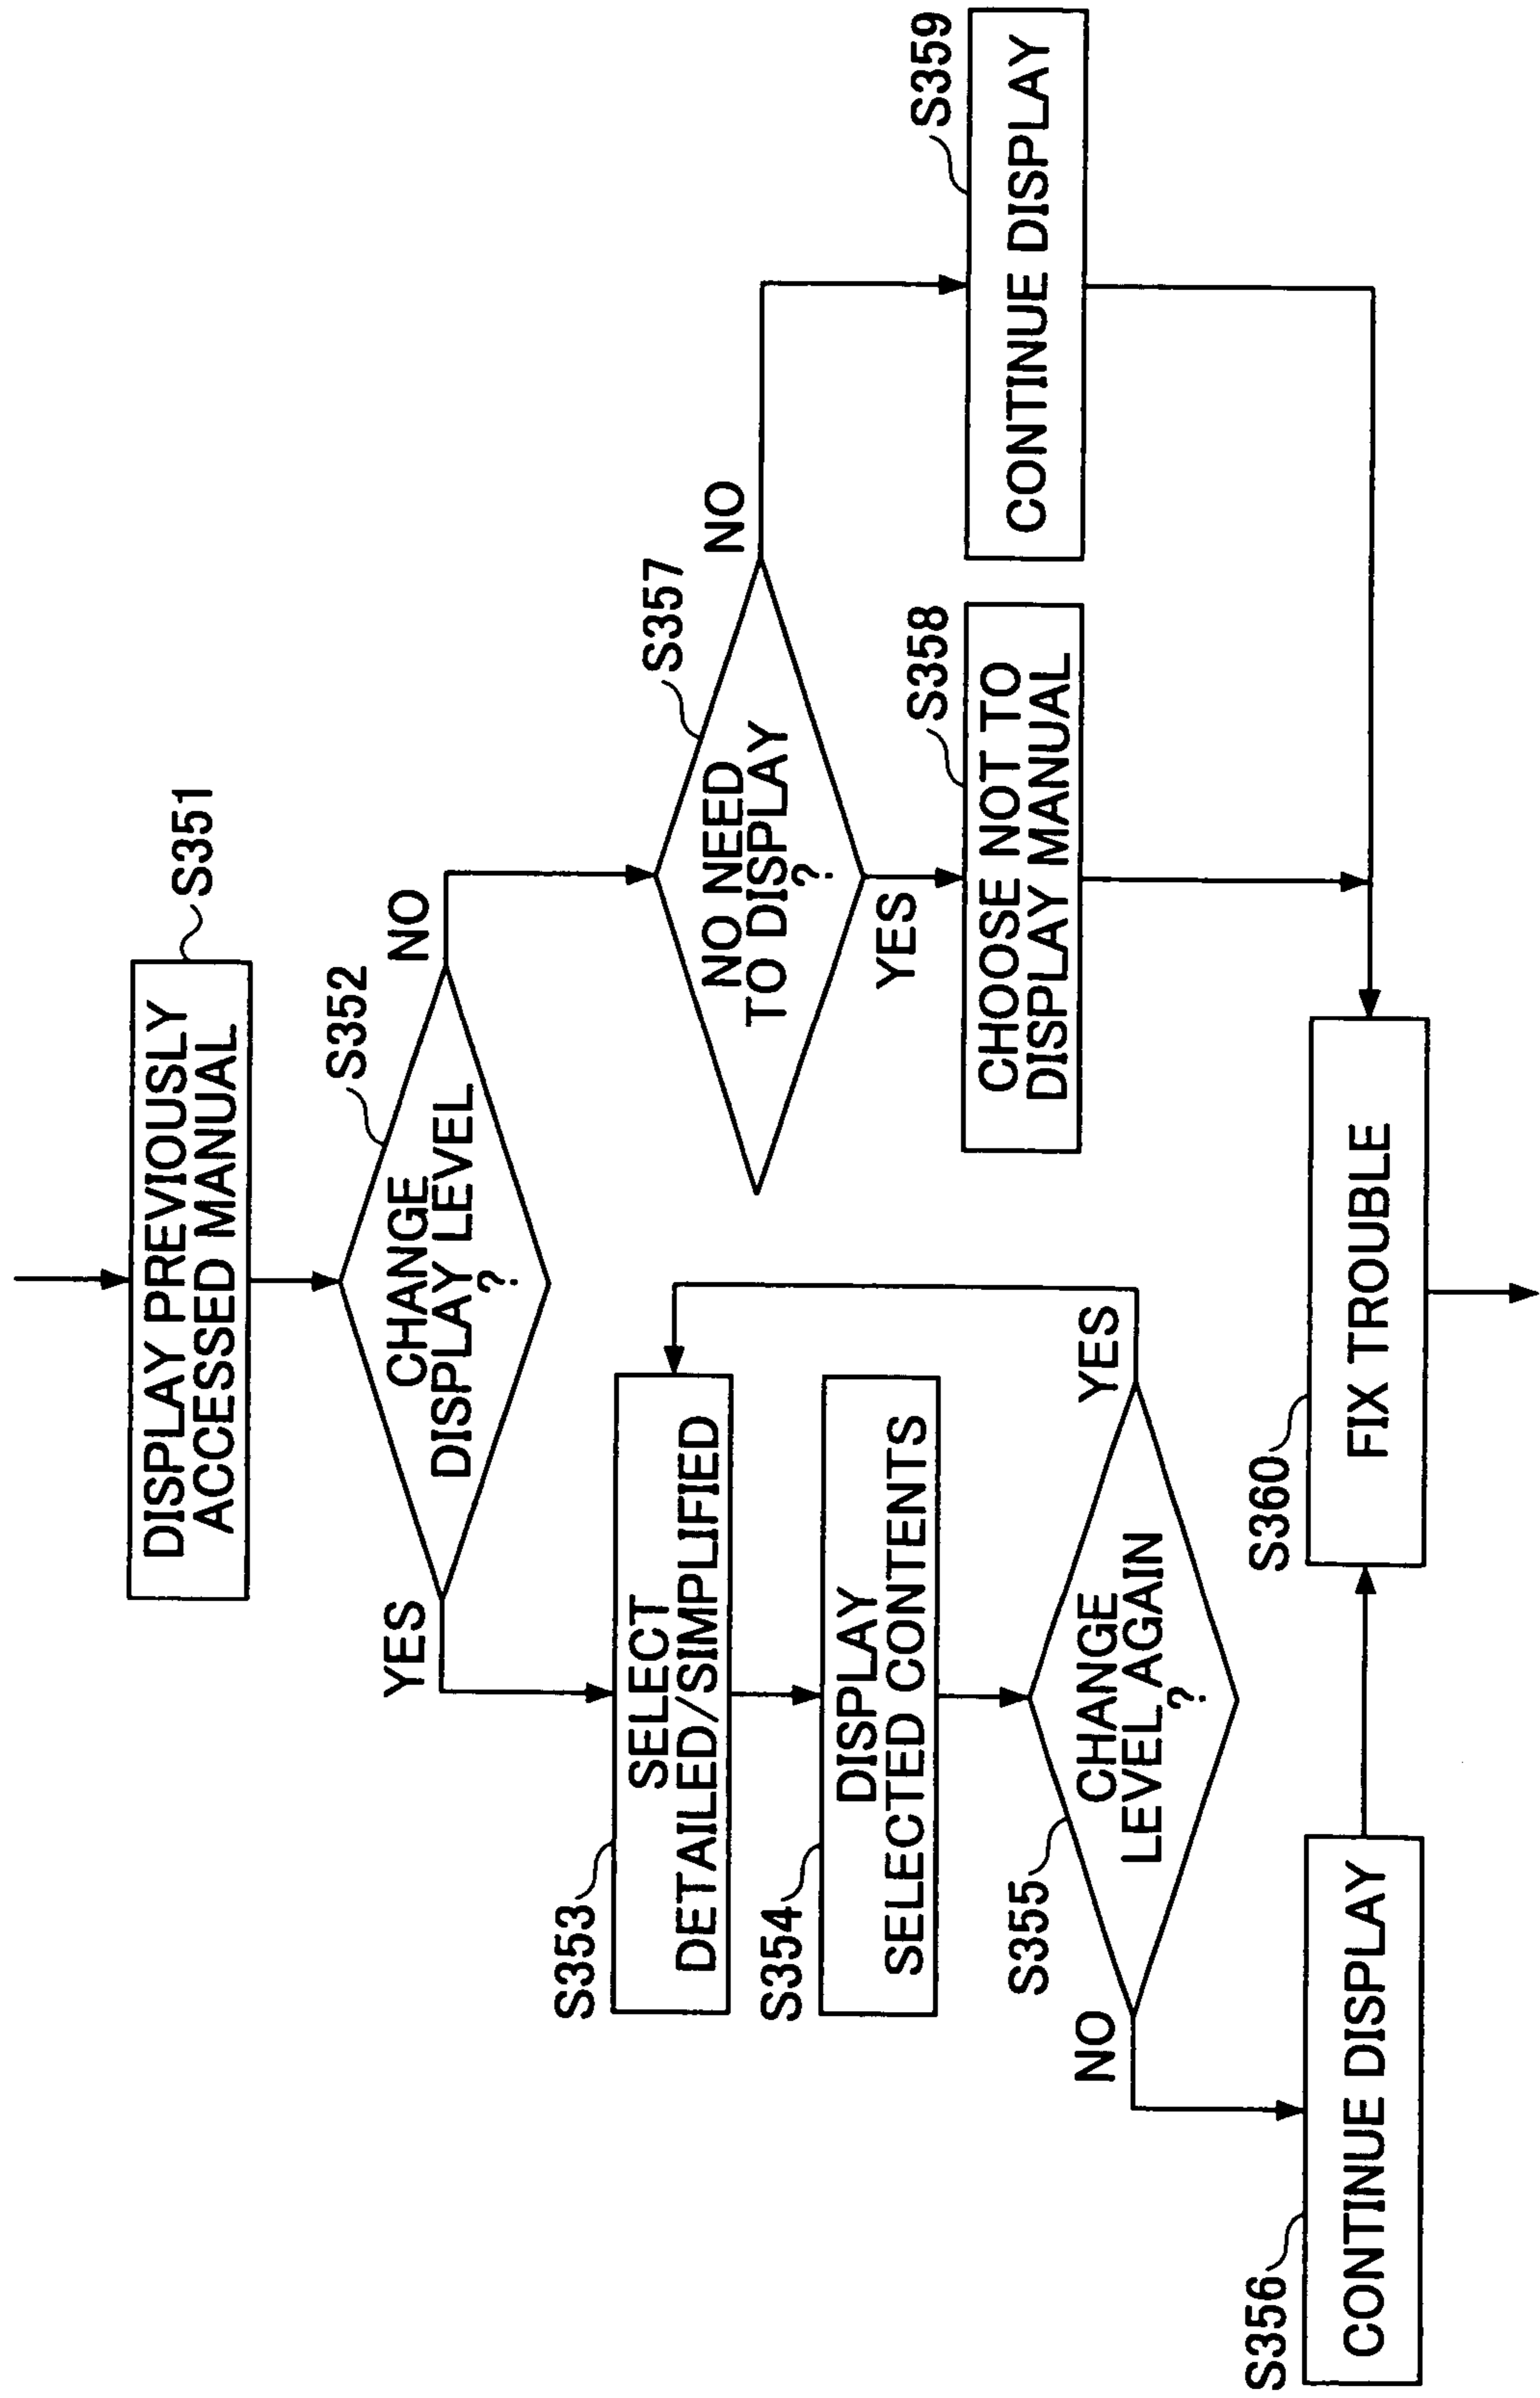 S351
DISPLAY PREVIOUSLY
ACCESSED MANUAL
S352
CHANGE
DISPLAY LEVEL
?
YES
NO
S353
SELECT
DETAILED/SIMPLIFIED
S357
NO NEED
TO DISPLAY
?
NO
YES
S354
DISPLAY
SELECTED CONTENTS
S358
CHOOSE NOT TO
DISPLAY MANUAL
S359
CONTINUE DISPLAY
S355
CHANGE
LEVEL AGAIN
?
NO
YES
S356
CONTINUE DISPLAY
S360
FIX TROUBLE